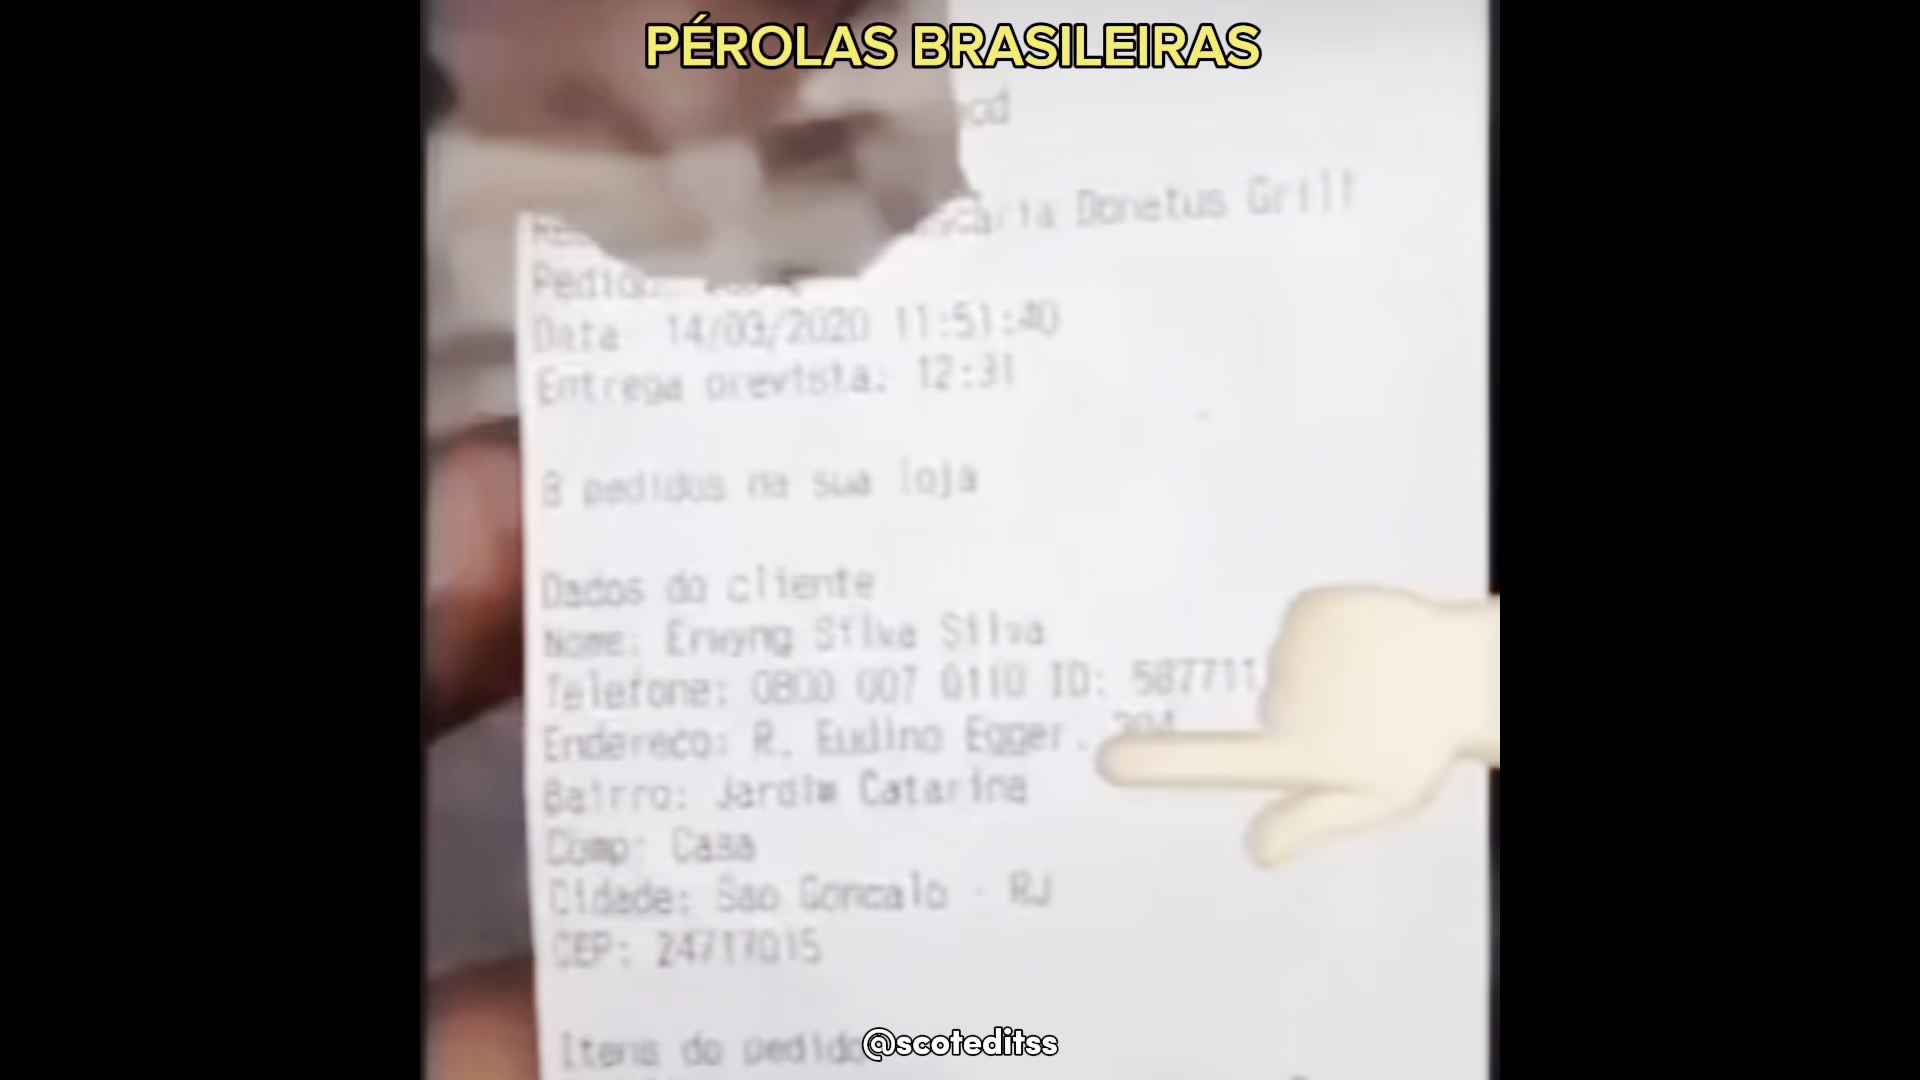 PÉROLAS BRASILEIRAS
Donatus Grill
Data: 14/03/2020 11:51:40
Entrega prevista: 12:31
8 pedidos na sua loja
Dados do cliente
Nome: Erwyng Silva Silva
Telefone: 0800 007 0110 ID: 587711
Endereco: R. Eudino Egger,
Bairro: Jardim Catarina
Comp: Casa
Cidade: Sao Goncalo - RJ
CEP: 24717015
Itens do pedido
@scoteditss